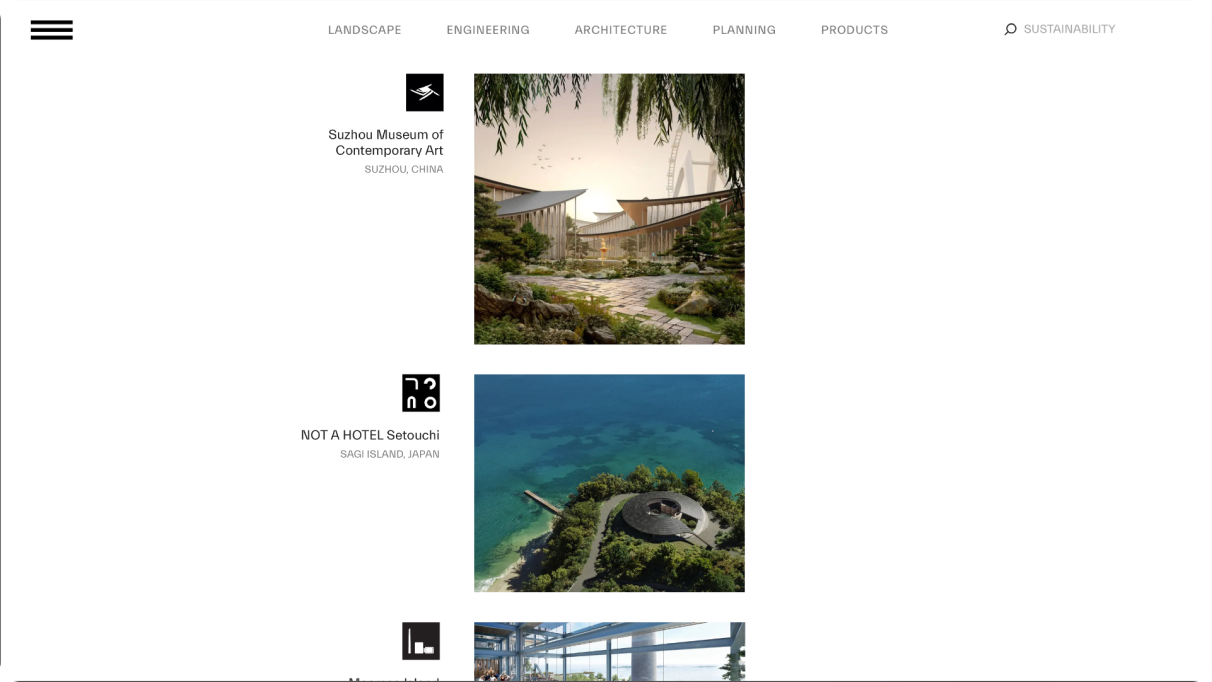 LANDSCAPE
ENGINEERING
ARCHITECTURE
PLANNING
PRODUCTS
SUSTAINABILITY
Suzhou Museum of
Contemporary Art
SUZHOU, CHINA
NOT A HOTEL Setouchi
SAGI ISLAND, JAPAN